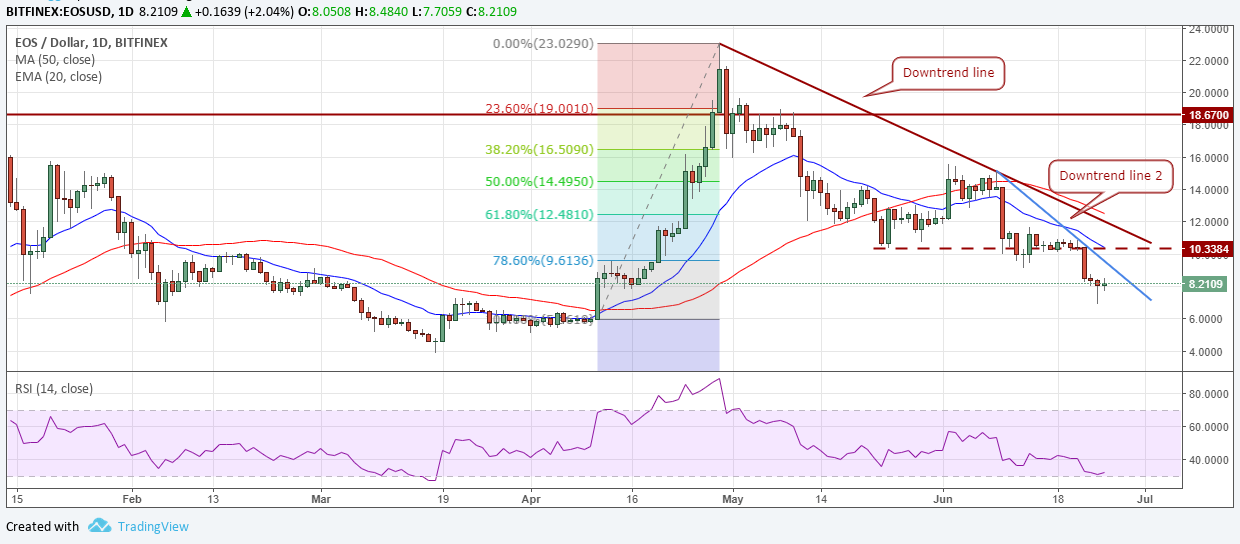 BITFINEX:EOSUSD, 1D 8.2109 ▲ +0.1639 (+2.04%) O:8.0508 H:8.4840 L:7.7059 C:8.2109
EOS / Dollar, 1D, BITFINEX
MA (50, close)
EMA (20, close)
0.00%(23.0290)
23.60%(19.0010)
38.20%(16.5090)
50.00%(14.4950)
61.80%(12.4810)
78.60%(9.6136)
Downtrend line
Downtrend line 2
24.0000
22.0000
20.0000
18.6700
16.0000
14.0000
12.0000
10.3384
8.2109
6.0000
4.0000
RSI (14, close)
80.0000
60.0000
40.0000
15 Feb 13 Mar 19 Apr 16 May 14 Jun 18 Jul
Created with TradingView